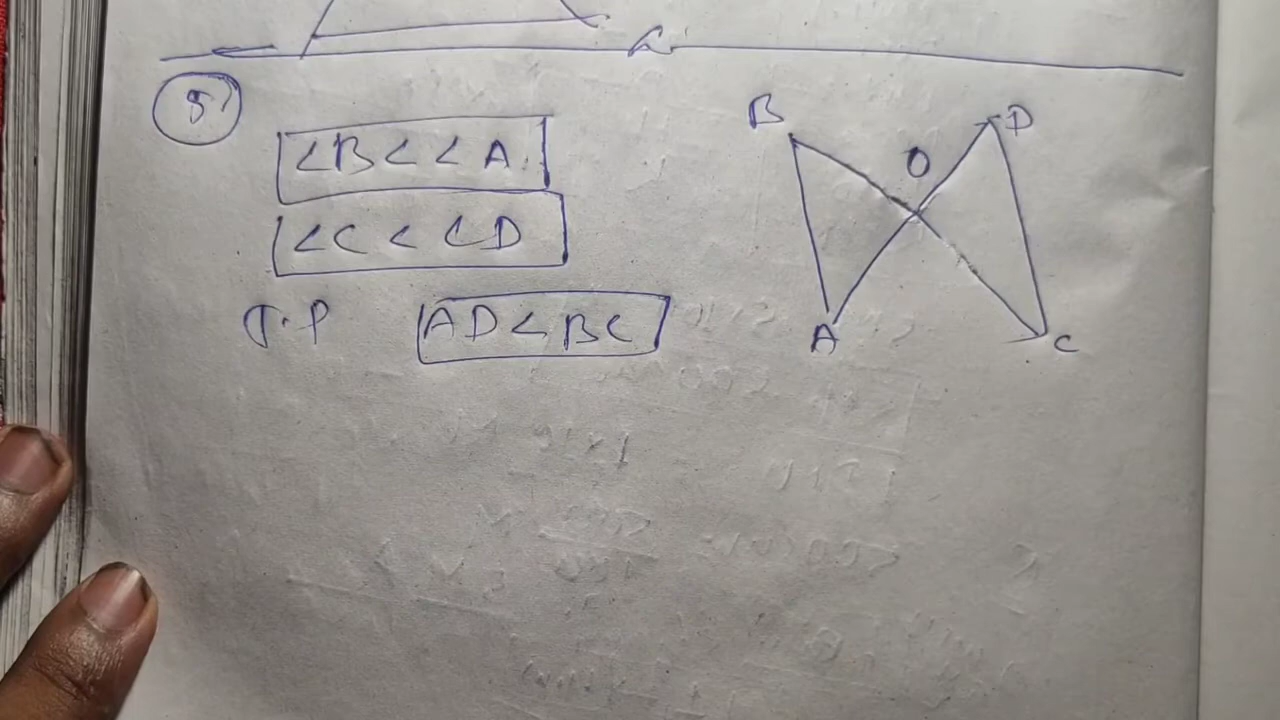 5)
<B < <A
<C < <D
T.P AD < BC
B
O
D
A
C